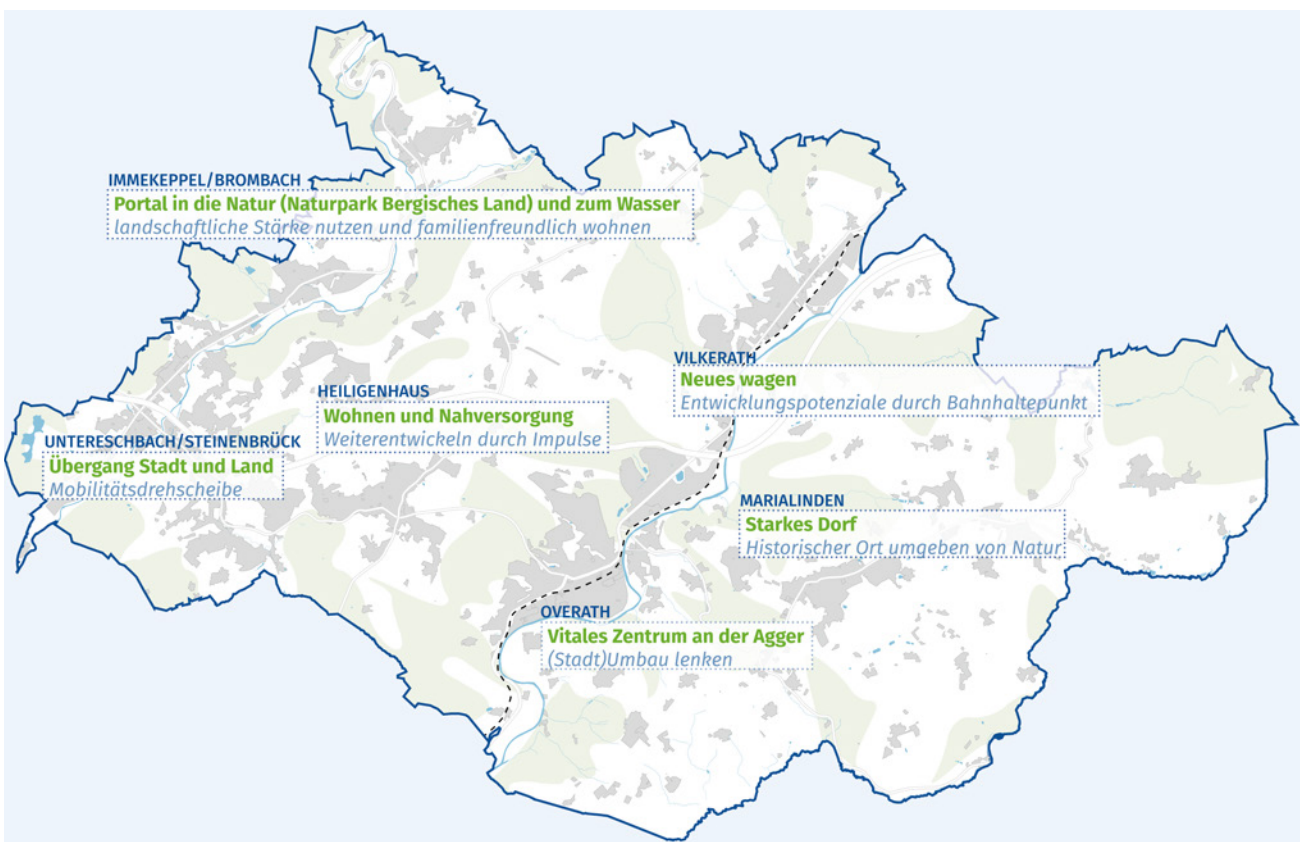 IMMEKEPPEL/BROMBACH
Portal in die Natur (Naturpark Bergisches Land) und zum Wasser
landschaftliche Stärke nutzen und familienfreundlich wohnen
VILKERATH
Neues wagen
Entwicklungspotenziale durch Bahnhaltepunkt
HEILIGENHAUS
Wohnen und Nahversorgung
Weiterentwickeln durch Impulse
UNTERESCHBACH/STEINENBRÜCK
Übergang Stadt und Land
Mobilitätsdrehscheibe
MARIALINDEN
Starkes Dorf
Historischer Ort umgeben von Natur
OVERATH
Vitales Zentrum an der Agger
(Stadt)Umbau lenken